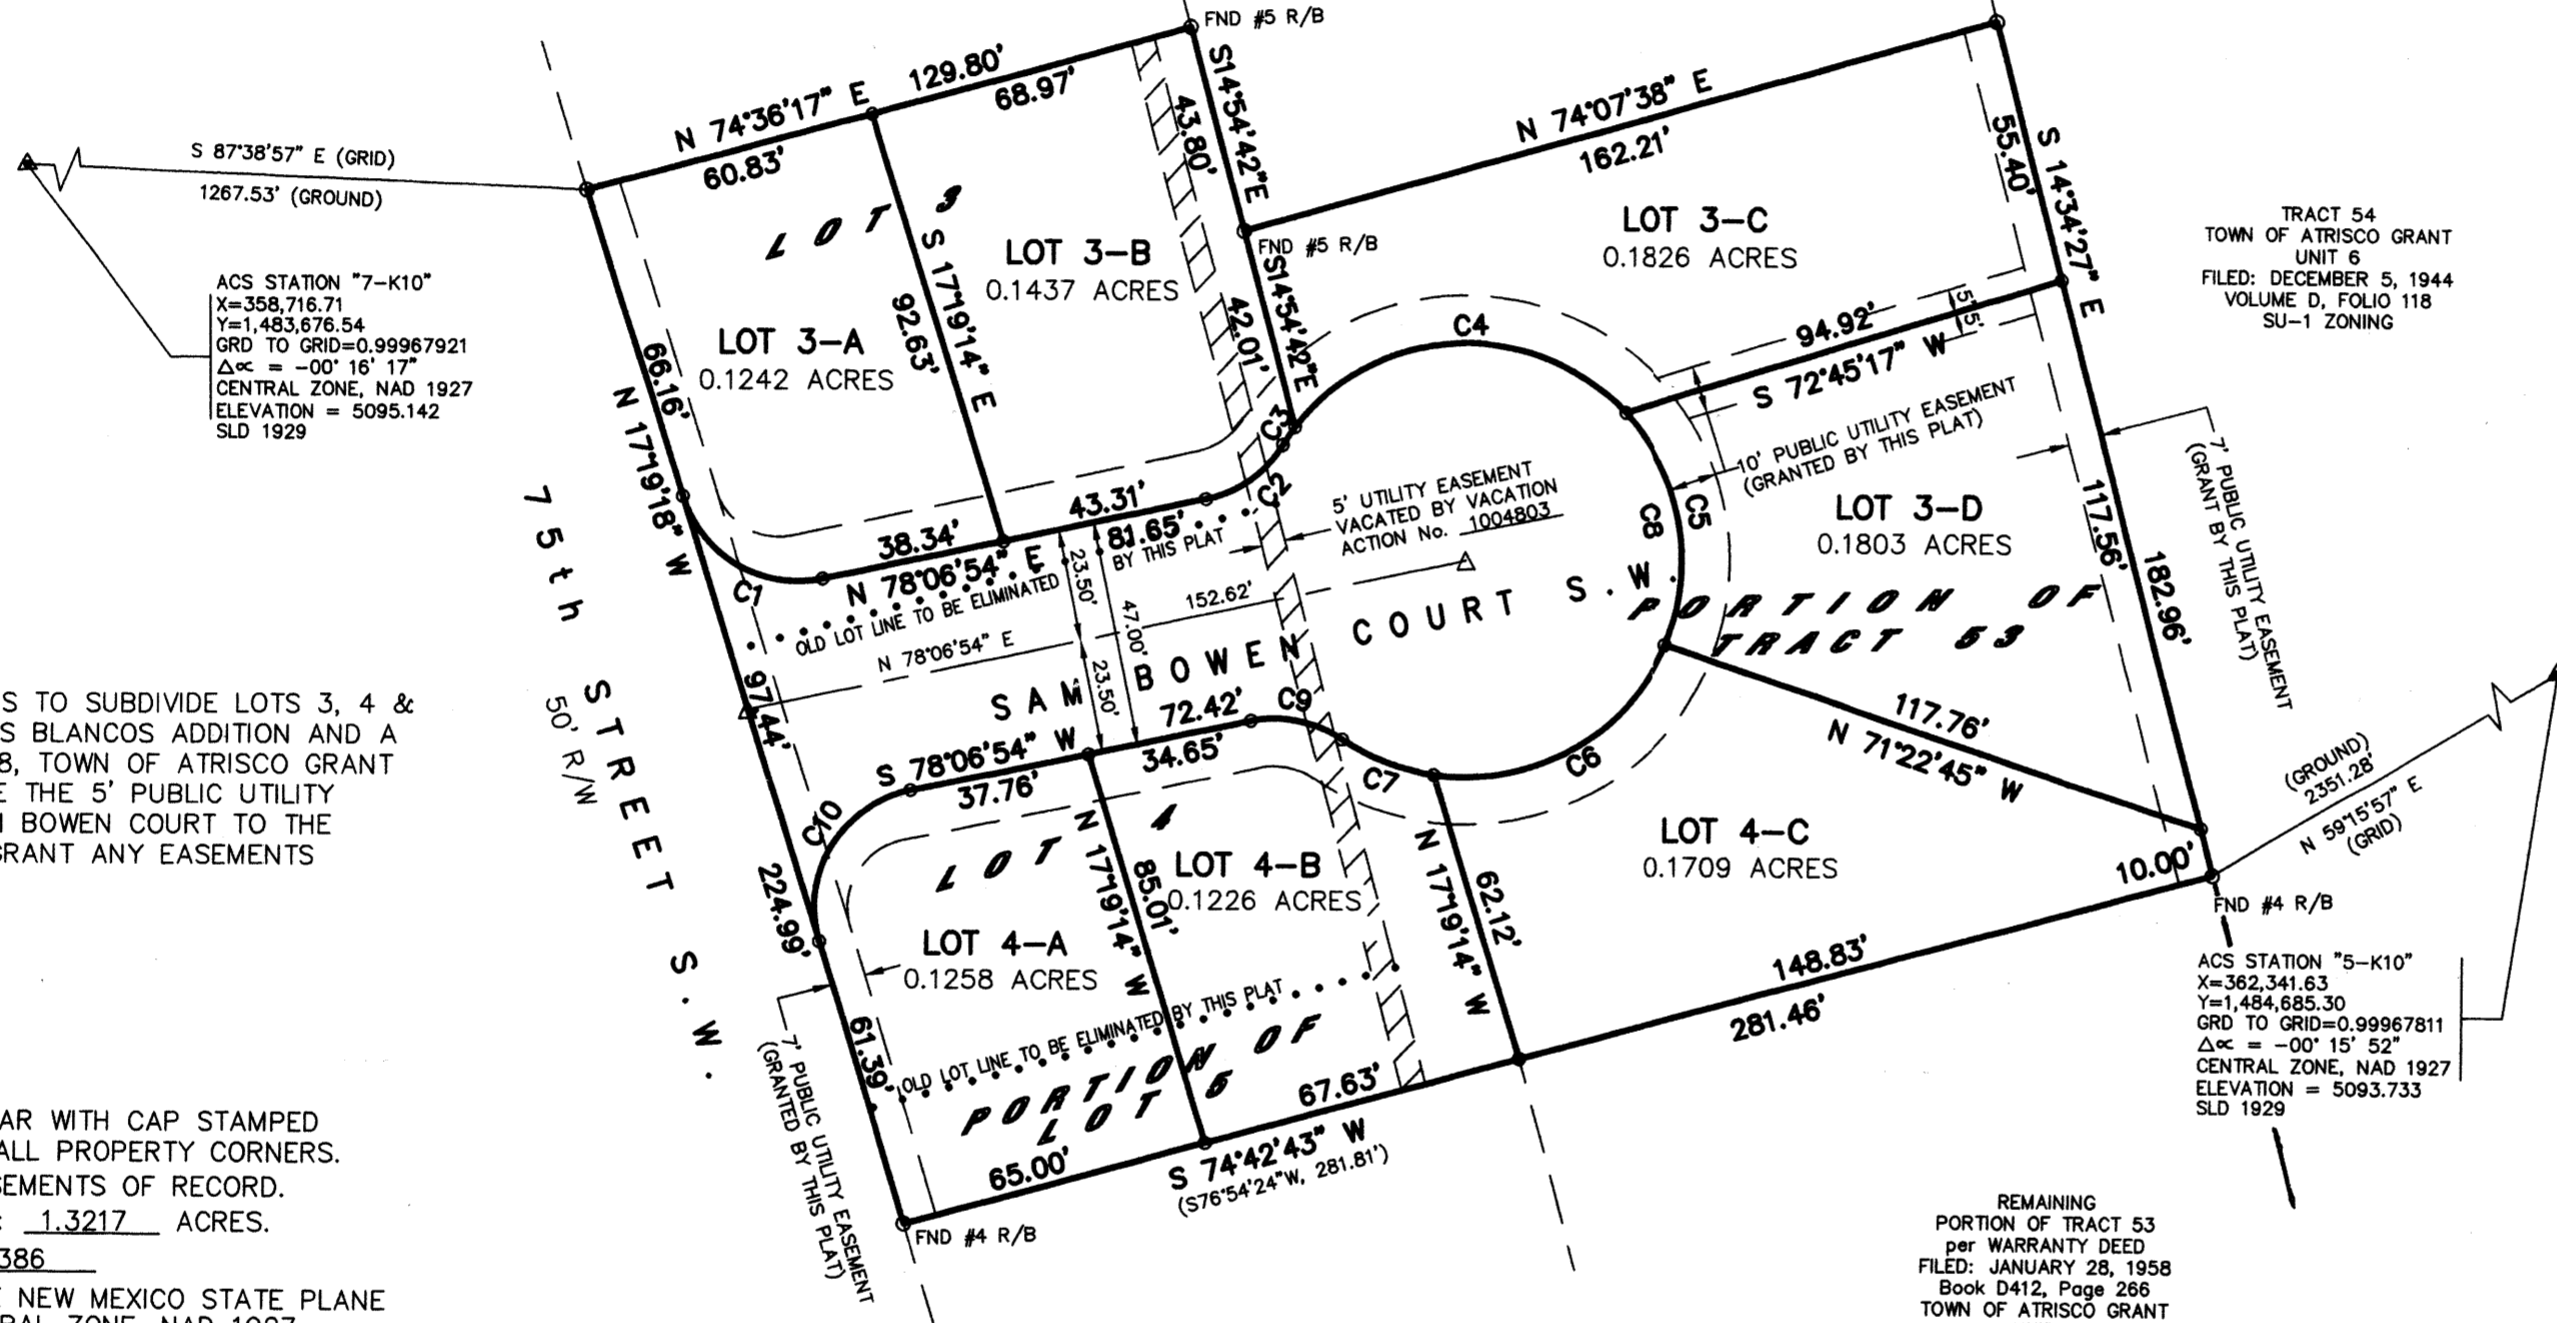 FND #5 R/B
129.80'
N 74°36'17" E
68.97'
60.83'
S14°54'42"E
43.80'
N 74°07'38" E
162.21'
55.40'
S 14°34'27" E
S 87°38'57" E (GRID)
1267.53' (GROUND)
ACS STATION "7-K10"
X=358,716.71
Y=1,483,676.54
GRD TO GRID=0.99967921
Δ∝ = -00° 16' 17"
CENTRAL ZONE, NAD 1927
ELEVATION = 5095.142
SLD 1929
LOT 3
LOT 3-A
0.1242 ACRES
S 17°19'14" E
92.63'
LOT 3-B
0.1437 ACRES
FND #5 R/B
S14°54'42"E
42.01'
LOT 3-C
0.1826 ACRES
TRACT 54
TOWN OF ATRISCO GRANT
UNIT 6
FILED: DECEMBER 5, 1944
VOLUME D, FOLIO 118
SU-1 ZONING
66.16'
N 17°19'18" W
C4
94.92'
5'
5'
S 72°45'17" W
10' PUBLIC UTILITY EASEMENT
(GRANTED BY THIS PLAT)
C3
C2
C1
38.34'
43.31'
N 78°06'54" E
81.65'
OLD LOT LINE TO BE ELIMINATED
BY THIS PLAT
5' UTILITY EASEMENT
VACATED BY VACATION
ACTION No. 1004803
C8
C5
LOT 3-D
0.1803 ACRES
117.56'
182.96'
7' PUBLIC UTILITY EASEMENT
(GRANT BY THIS PLAT)
75th STREET S.W.
50' R/W
23.50'
47.00'
23.50'
152.62'
N 78°06'54" E
SAM BOWEN COURT S.W.
PORTION OF
TRACT 53
97.44'
224.99'
72.42'
S 78°06'54" W
37.76'
34.65'
C9
C10
C7
C6
117.76'
N 71°22'45" W
(GROUND)
2351.28'
N 59°15'57" E
(GRID)
S TO SUBDIVIDE LOTS 3, 4 &
S BLANCOS ADDITION AND A
8, TOWN OF ATRISCO GRANT
E THE 5' PUBLIC UTILITY
BOWEN COURT TO THE
GRANT ANY EASEMENTS
LOT 4
LOT 4-A
0.1258 ACRES
N 17°19'14" W
85.01'
LOT 4-B
0.1226 ACRES
N 17°19'14" W
62.12'
LOT 4-C
0.1709 ACRES
10.00'
FND #4 R/B
148.83'
281.46'
ACS STATION "5-K10"
X=362,341.63
Y=1,484,685.30
GRD TO GRID=0.99967811
Δ∝ = -00° 15' 52"
CENTRAL ZONE, NAD 1927
ELEVATION = 5093.733
SLD 1929
61.39'
7' PUBLIC UTILITY EASEMENT
(GRANTED BY THIS PLAT)
OLD LOT LINE TO BE ELIMINATED BY THIS PLAT
PORTION OF
LOT 5
65.00'
67.63'
S 74°42'43" W
(S76°54'24"W, 281.81')
FND #4 R/B
AR WITH CAP STAMPED
ALL PROPERTY CORNERS.
SEMENTS OF RECORD.
: 1.3217 ACRES.
386
NEW MEXICO STATE PLANE
RAL ZONE, NAD 1927
REMAINING
PORTION OF TRACT 53
per WARRANTY DEED
FILED: JANUARY 28, 1958
Book D412, Page 266
TOWN OF ATRISCO GRANT